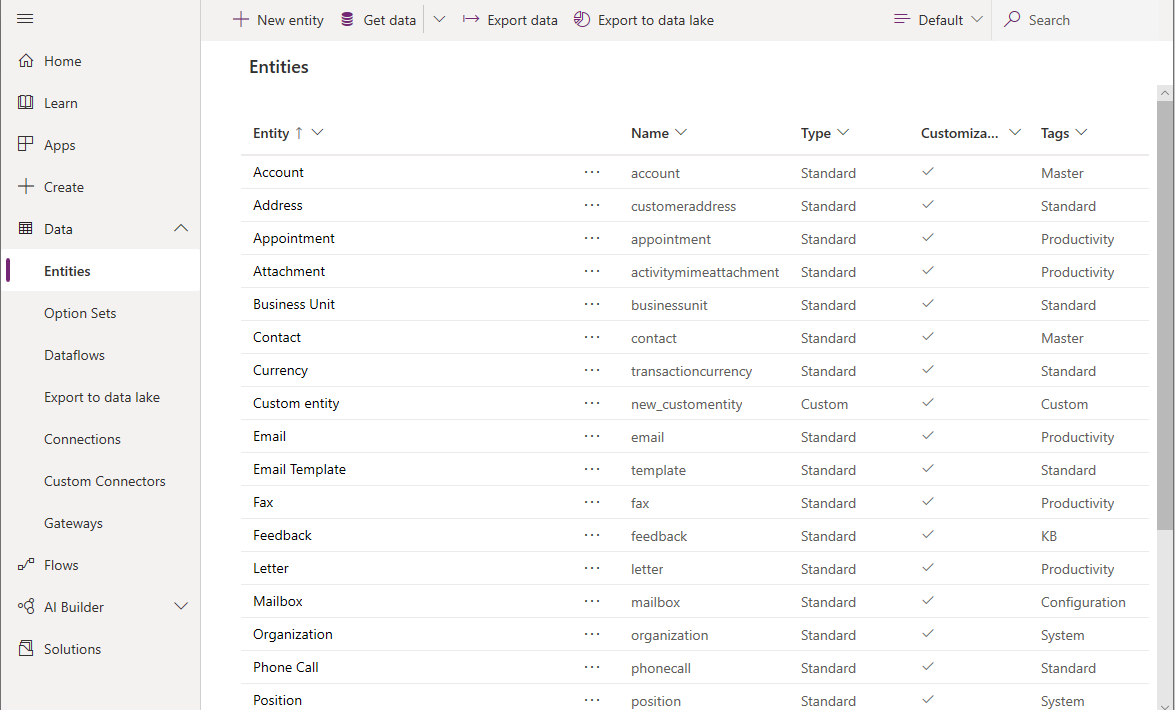 New entity Get data Export data Export to data lake Default Search
Home
Learn
Apps
Create
Data
Entities
Option Sets
Dataflows
Export to data lake
Connections
Custom Connectors
Gateways
Flows
AI Builder
Solutions
Entities
Entity Name Type Customiza... Tags
Account account Standard Master
Address customeraddress Standard Standard
Appointment appointment Standard Productivity
Attachment activitymimeattachment Standard Productivity
Business Unit businessunit Standard Standard
Contact contact Standard Master
Currency transactioncurrency Standard Standard
Custom entity new_customentity Custom Custom
Email email Standard Productivity
Email Template template Standard Standard
Fax fax Standard Productivity
Feedback feedback Standard KB
Letter letter Standard Productivity
Mailbox mailbox Standard Configuration
Organization organization Standard System
Phone Call phonecall Standard Standard
Position position Standard System